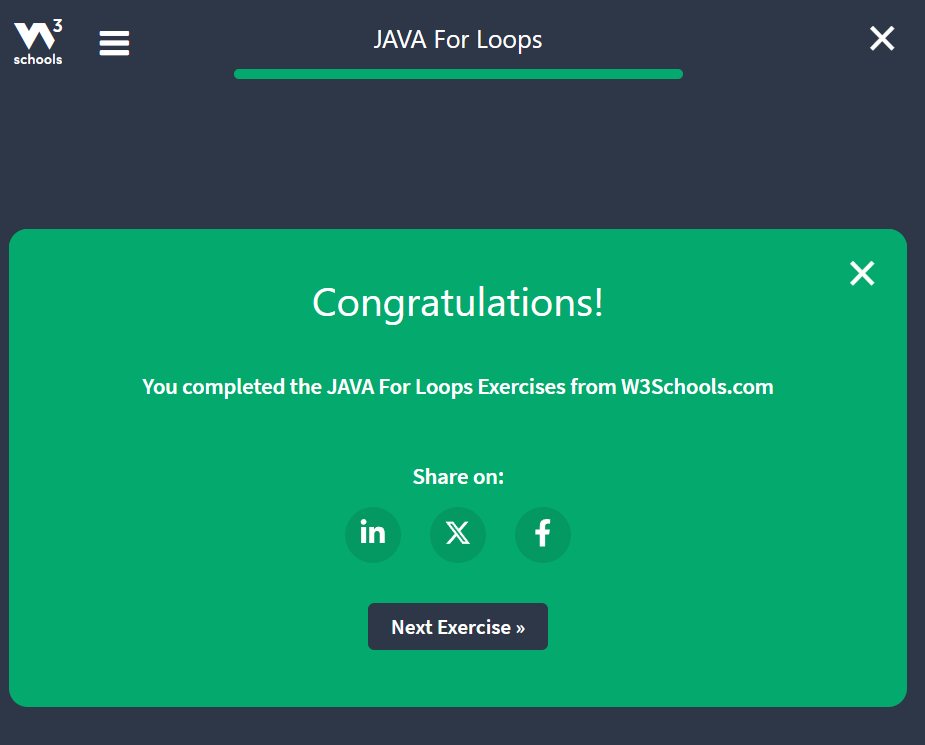 W3
schools
JAVA For Loops
Congratulations!
You completed the JAVA For Loops Exercises from W3Schools.com
Share on:
in X f
Next Exercise »